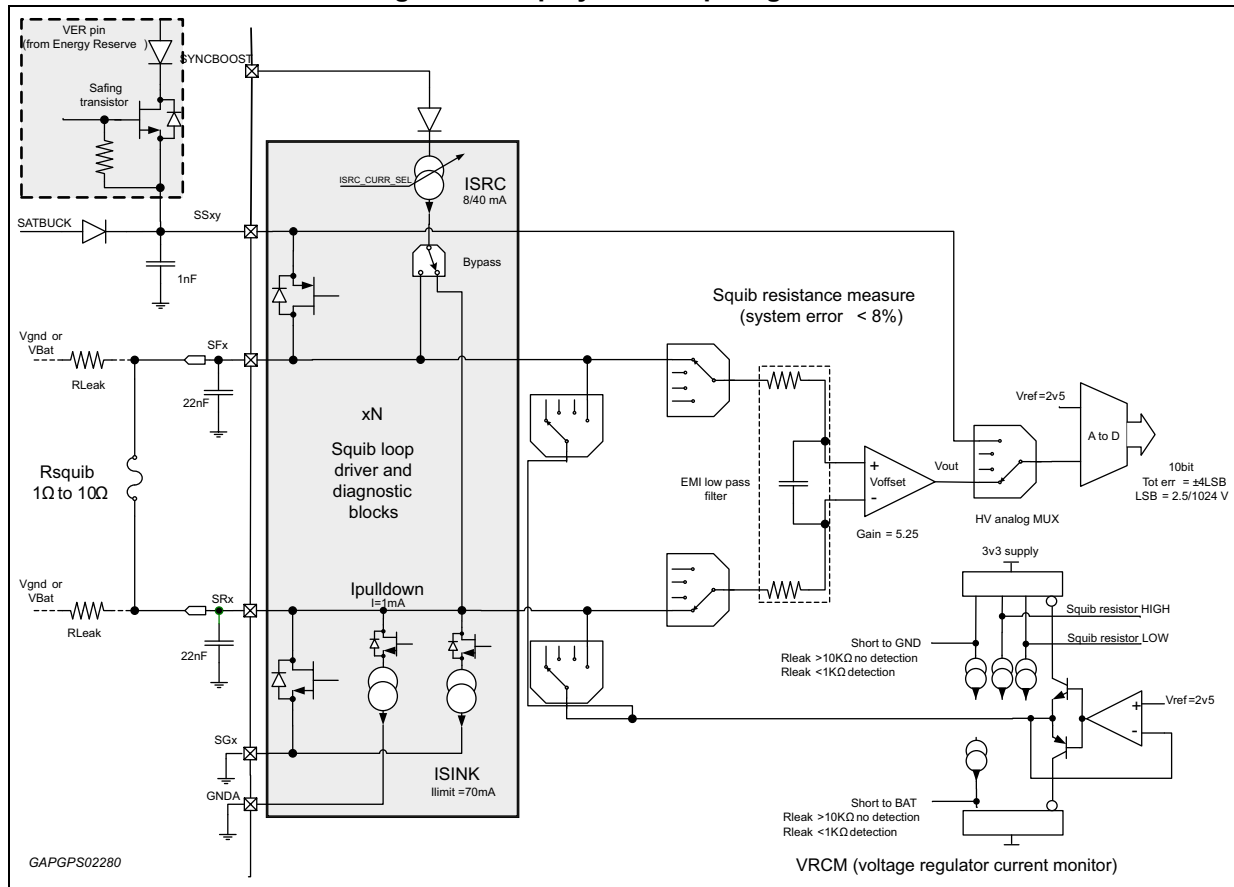 VER pin
(from Energy Reserve )
SYNCBOOST
Safing
transistor
ISRC_CURR_SEL
ISRC
8/40 mA
SATBUCK
SSxy
Bypass
1nF
Squib resistance measure
(system error < 8%)
Vgnd or
VBat
SFx
RLeak
22nF
Vref=2v5
A to D
xN
Squib loop
driver and
diagnostic
blocks
Rsquib
1Ω to 10Ω
EMI low pass
filter
+
Voffset
-
Vout
Gain = 5.25
HV analog MUX
10bit
Tot err = ±4LSB
LSB = 2.5/1024 V
3v3 supply
Vgnd or
VBat
SRx
Ipulldown
I=1mA
RLeak
22nF
Squib resistor HIGH
Squib resistor LOW
Short to GND
Rleak >10KΩ no detection
Rleak <1KΩ detection
+
-
Vref=2v5
SGx
ISINK
Ilimit =70mA
GNDA
Short to BAT
Rleak >10KΩ no detection
Rleak <1KΩ detection
GAPGPS02280
VRCM (voltage regulator current monitor)